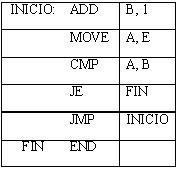 INICIO: ADD B, 1
MOVE A, E
CMP A, B
JE FIN
JMP INICIO
FIN END